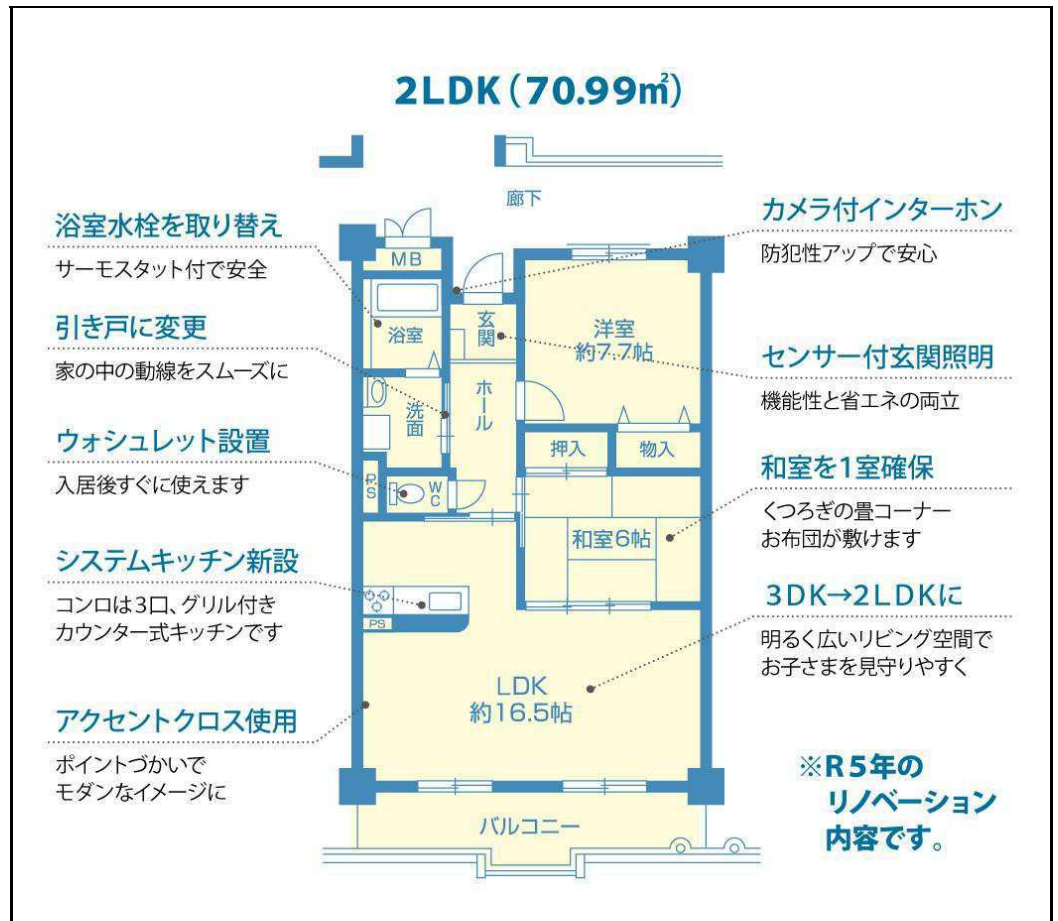 2LDK（70.99㎡）
廊下
浴室水栓を取り替え
サーモスタット付で安全
引き戸に変更
家の中の動線をスムーズに
ウォシュレット設置
入居後すぐに使えます
システムキッチン新設
コンロは3口、グリル付き
カウンター式キッチンです
アクセントクロス使用
ポイントづかいで
モダンなイメージに
MB
浴室
玄関
洋室
約7.7帖
ホール
洗面
押入
物入
PS
WC
和室6帖
PS
LDK
約16.5帖
バルコニー
カメラ付インターホン
防犯性アップで安心
センサー付玄関照明
機能性と省エネの両立
和室を1室確保
くつろぎの畳コーナー
お布団が敷けます
3DK→2LDKに
明るく広いリビング空間で
お子さまを見守りやすく
※R5年の
リノベーション
内容です。